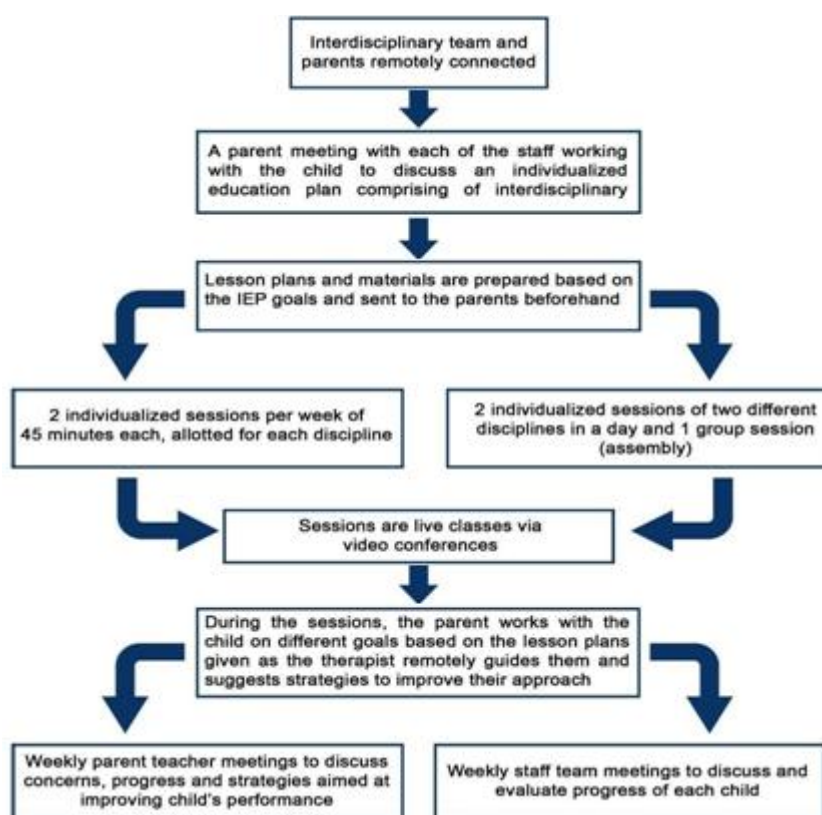 Interdisciplinary team and
parents remotely connected
A parent meeting with each of the staff working
with the child to discuss an individualized
education plan comprising of interdisciplinary
Lesson plans and materials are prepared based on
the IEP goals and sent to the parents beforehand
2 individualized sessions per week of
45 minutes each, allotted for each discipline
2 individualized sessions of two different
disciplines in a day and 1 group session
(assembly)
Sessions are live classes via
video conferences
During the sessions, the parent works with the
child on different goals based on the lesson plans
given as the therapist remotely guides them and
suggests strategies to improve their approach
Weekly parent teacher meetings to discuss
concerns, progress and strategies aimed at
improving child's performance
Weekly staff team meetings to discuss and
evaluate progress of each child